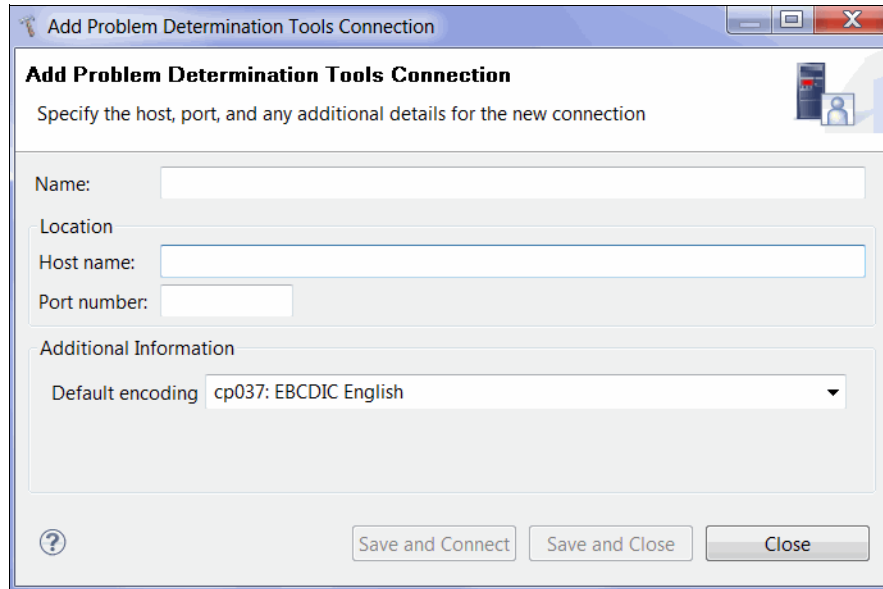 Add Problem Determination Tools Connection
Add Problem Determination Tools Connection
Specify the host, port, and any additional details for the new connection
Name:
Location
Host name:
Port number:
Additional Information
Default encoding cp037: EBCDIC English
? Save and Connect Save and Close Close